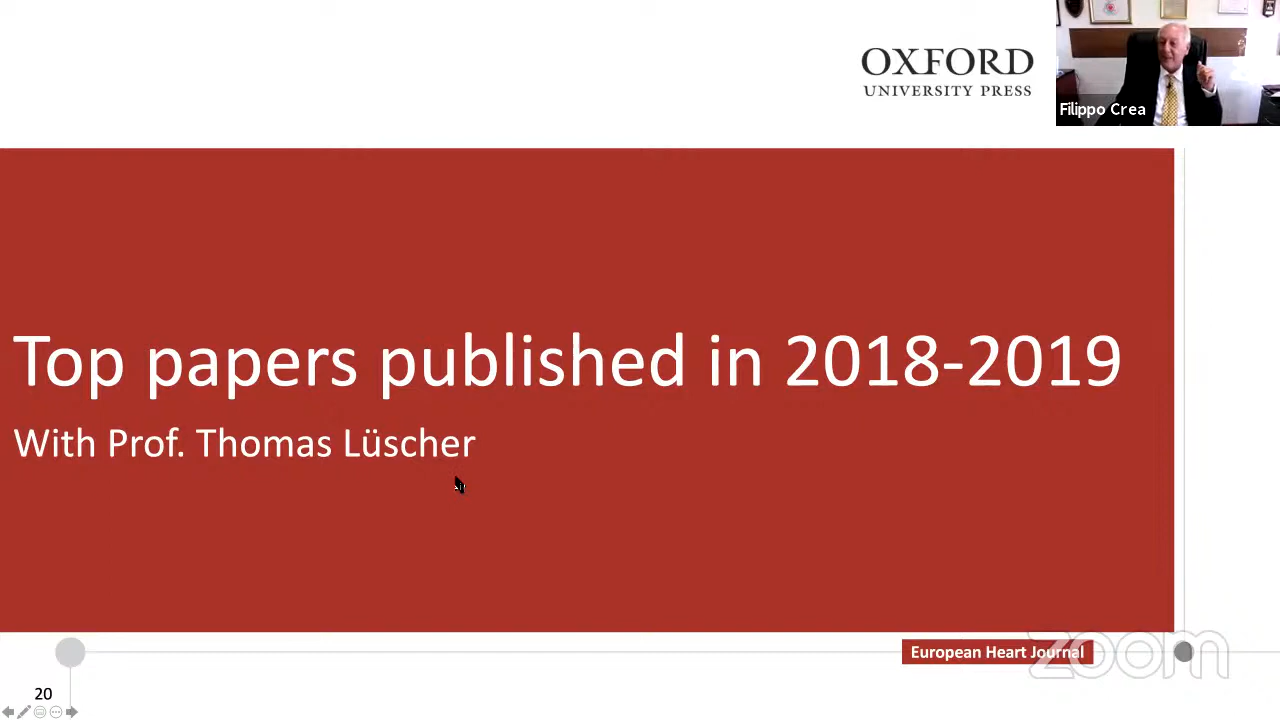 OXFORD
UNIVERSITY PRESS
Filippo Crea
Top papers published in 2018-2019
With Prof. Thomas Lüscher
European Heart Journal
zoom
20